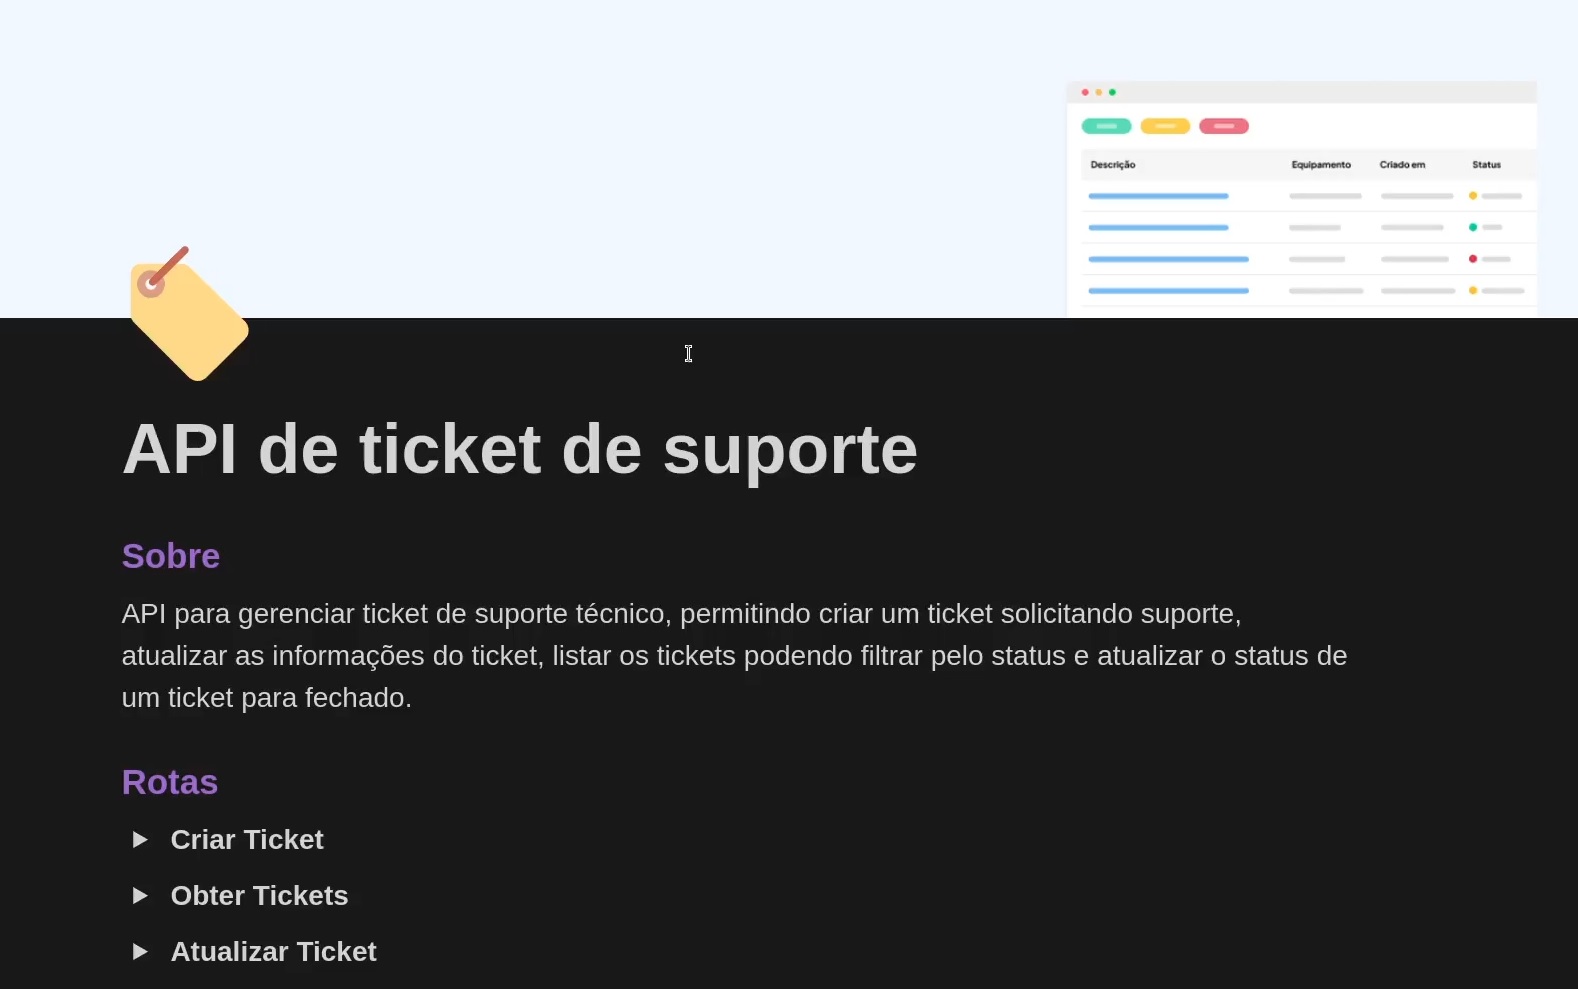 Descrição Equipamento Criado em Status
API de ticket de suporte
Sobre
API para gerenciar ticket de suporte técnico, permitindo criar um ticket solicitando suporte,
atualizar as informações do ticket, listar os tickets podendo filtrar pelo status e atualizar o status de
um ticket para fechado.
Rotas
Criar Ticket
Obter Tickets
Atualizar Ticket